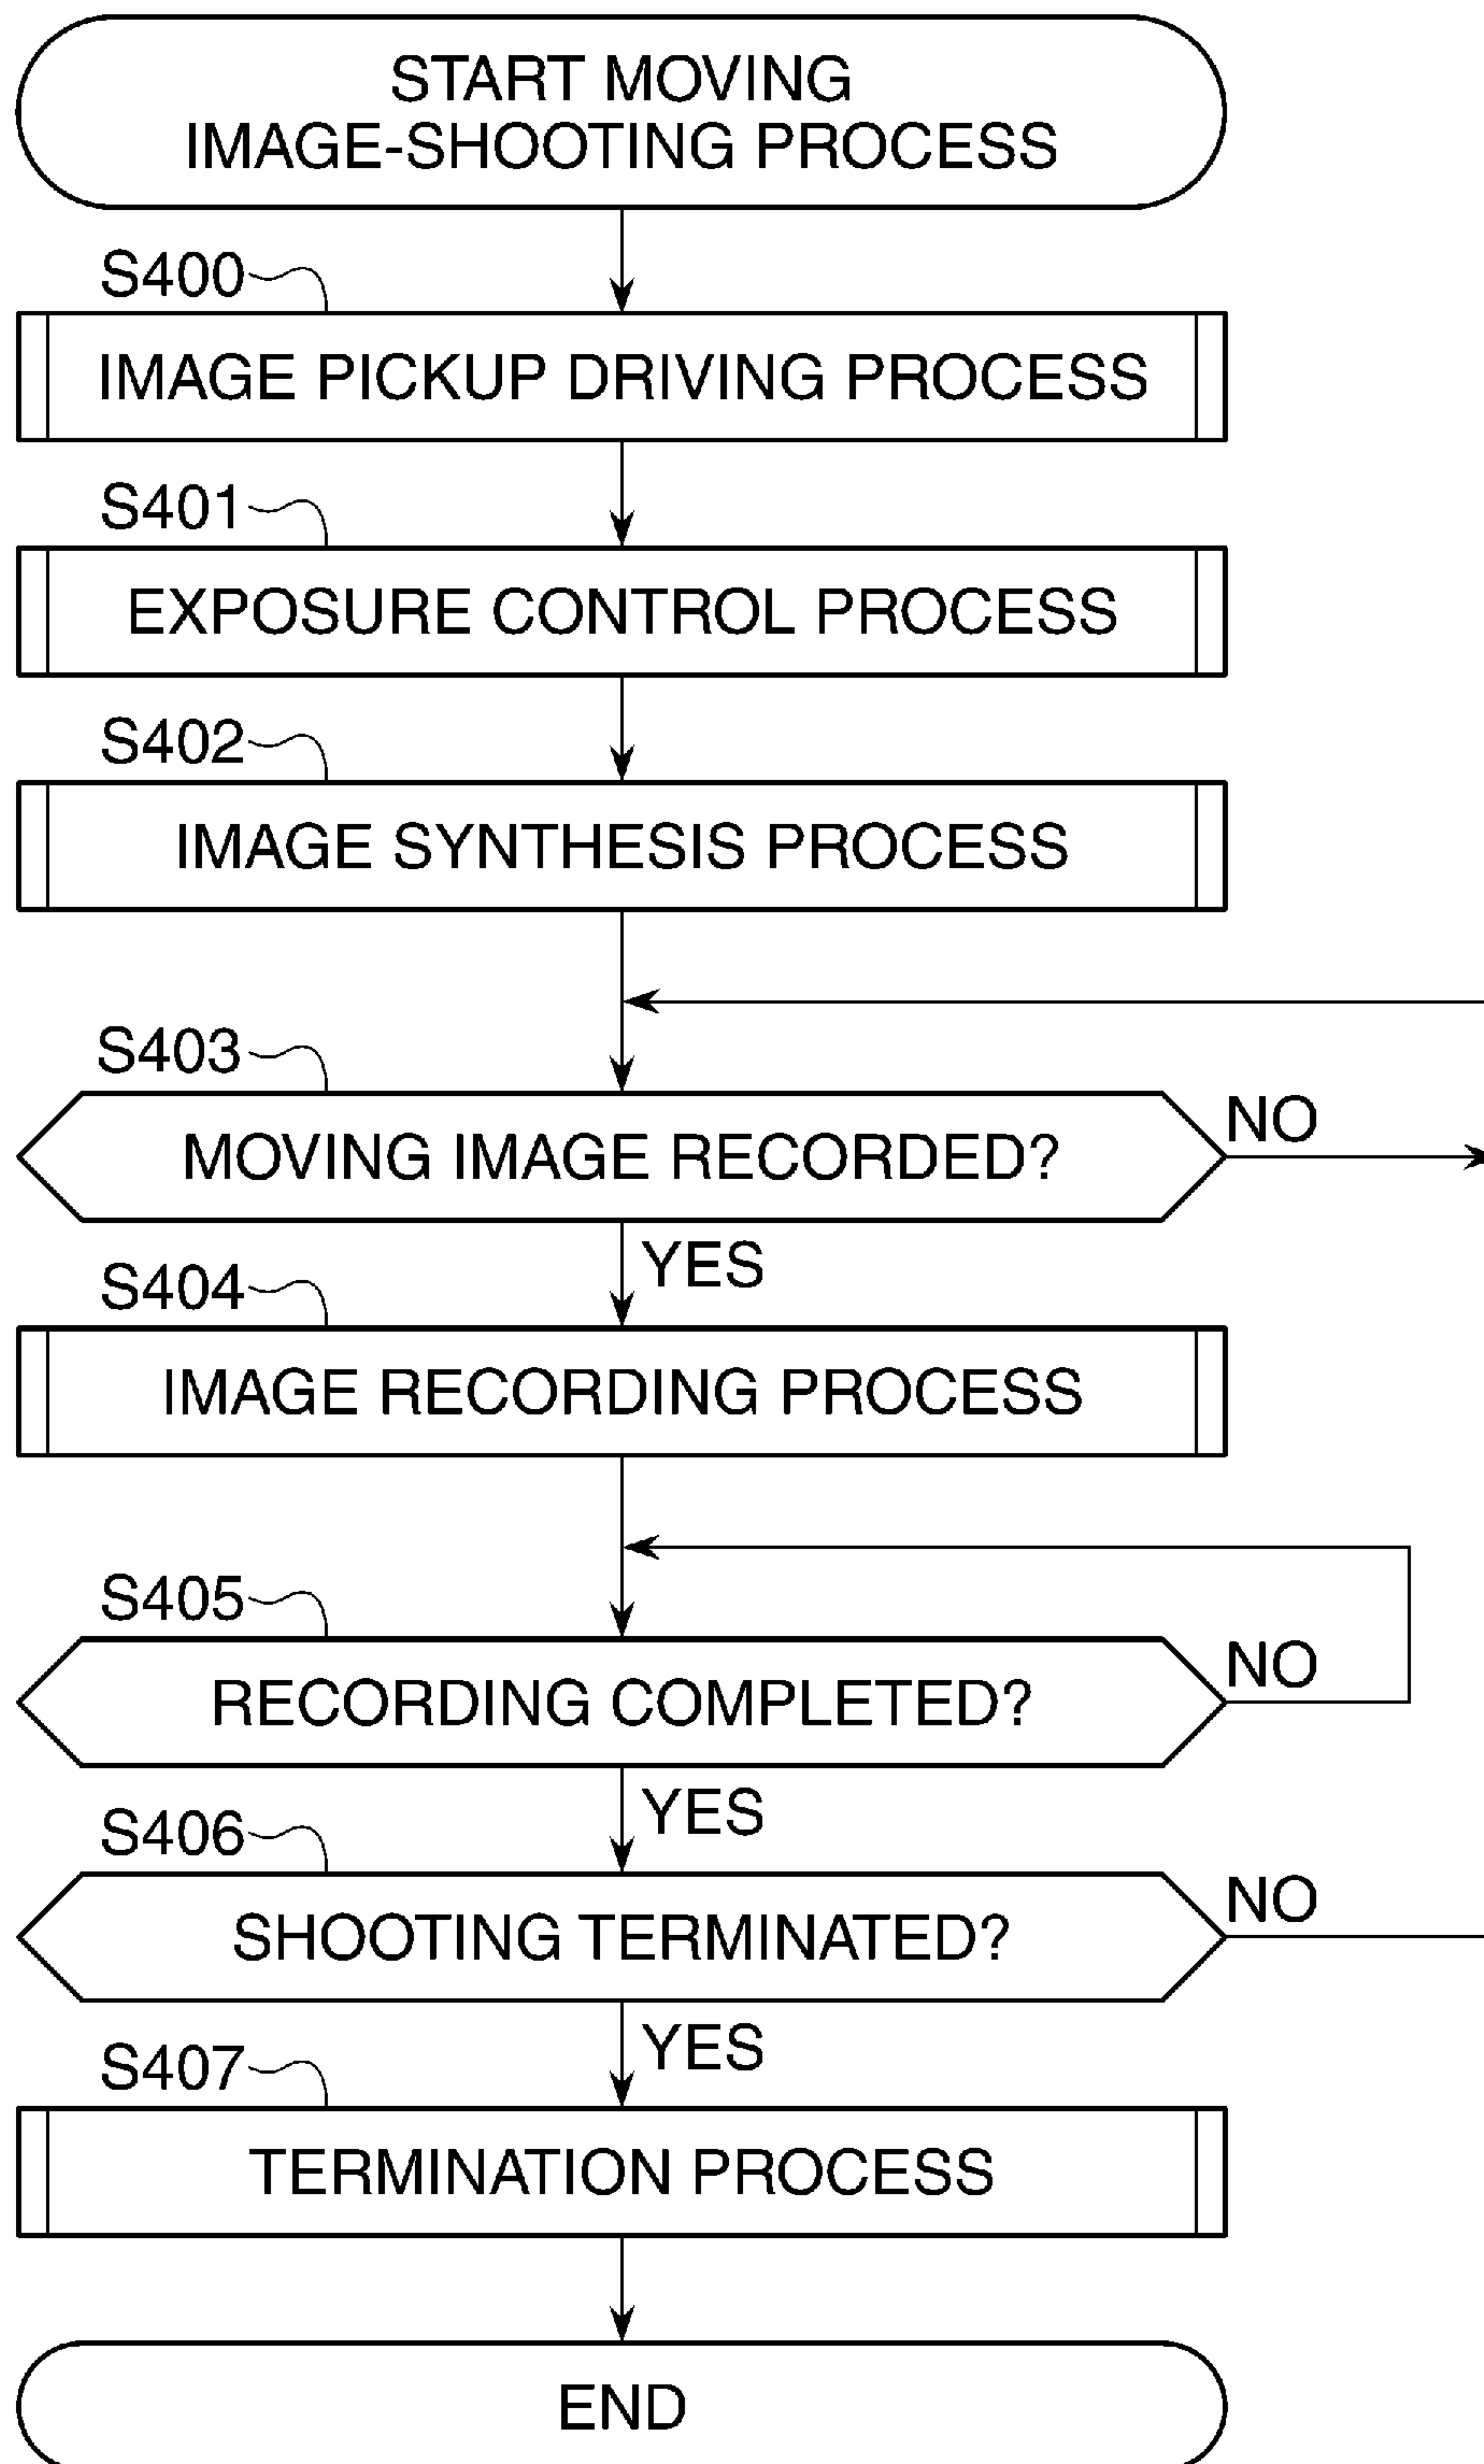 START MOVING
IMAGE-SHOOTING PROCESS
S400
IMAGE PICKUP DRIVING PROCESS
S401
EXPOSURE CONTROL PROCESS
S402
IMAGE SYNTHESIS PROCESS
S403
MOVING IMAGE RECORDED?
NO
YES
S404
IMAGE RECORDING PROCESS
S405
RECORDING COMPLETED?
NO
YES
S406
SHOOTING TERMINATED?
NO
YES
S407
TERMINATION PROCESS
END